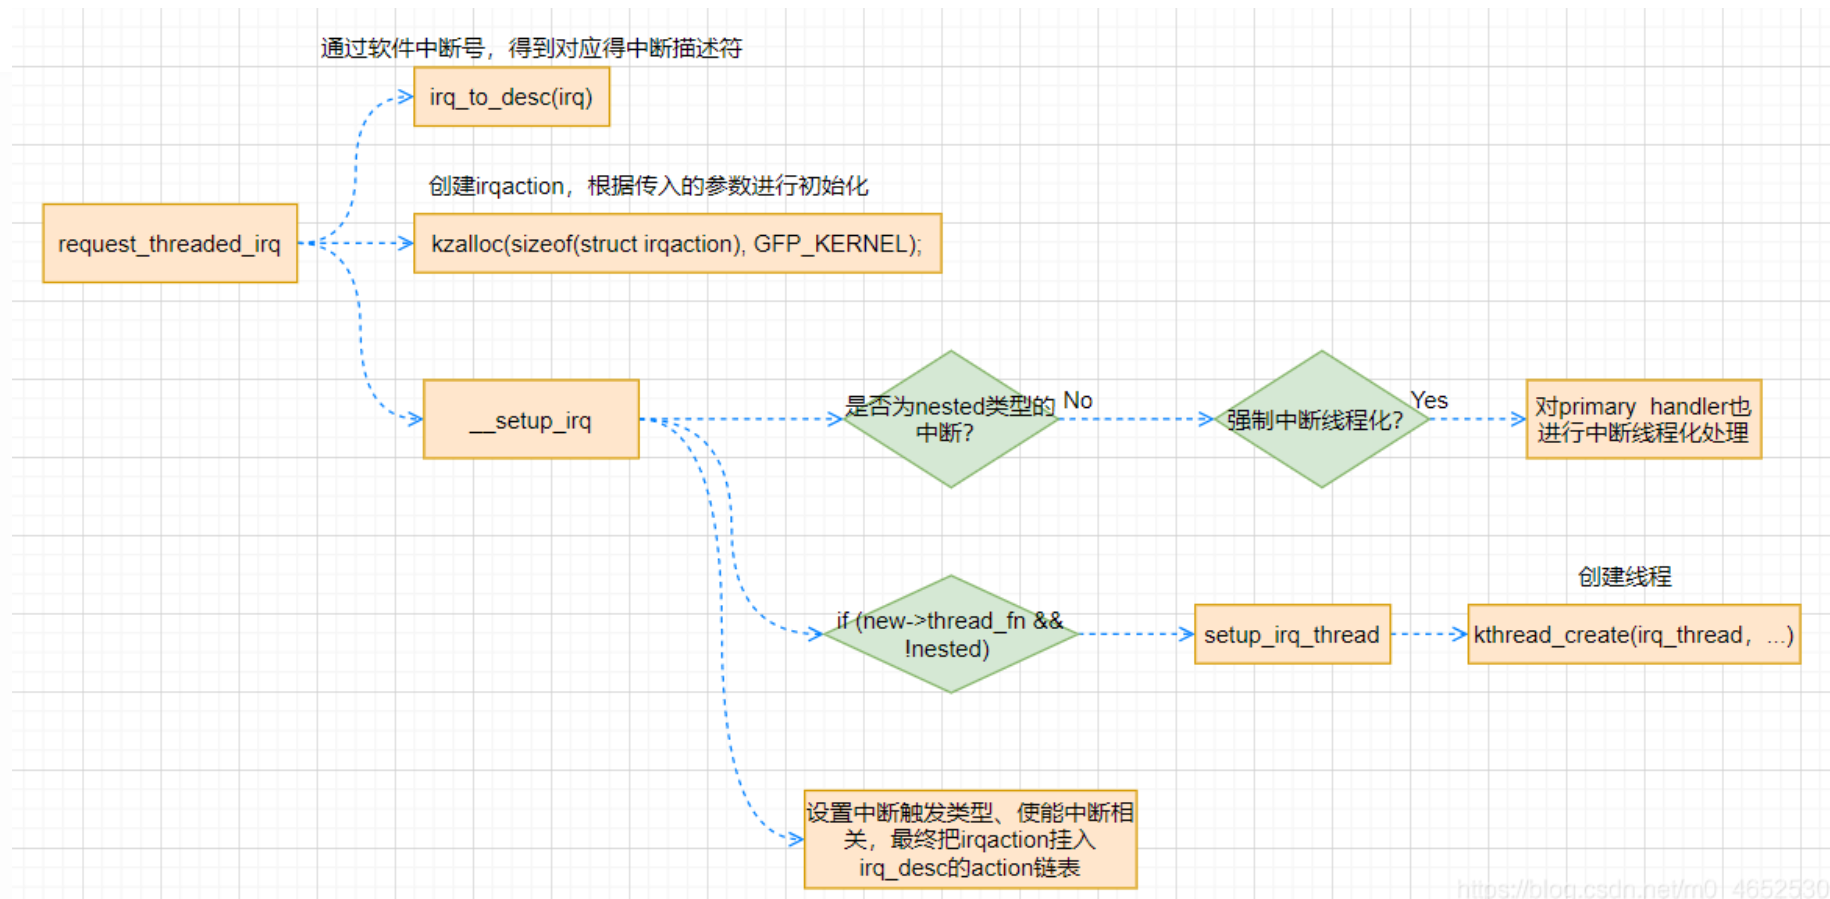 通过软件中断号，得到对应得中断描述符
irq_to_desc(irq)
创建irqaction，根据传入的参数进行初始化
request_threaded_irq
kzalloc(sizeof(struct irqaction), GFP_KERNEL);
__setup_irq
是否为nested类型的
中断？
No
强制中断线程化？
Yes
对primary handler也
进行中断线程化处理
创建线程
if (new->thread_fn &&
!nested)
setup_irq_thread
kthread_create(irq_thread，...)
设置中断触发类型、使能中断相
关，最终把irqaction挂入
irq_desc的action链表
https://blog.csdn.net/m0_4652530